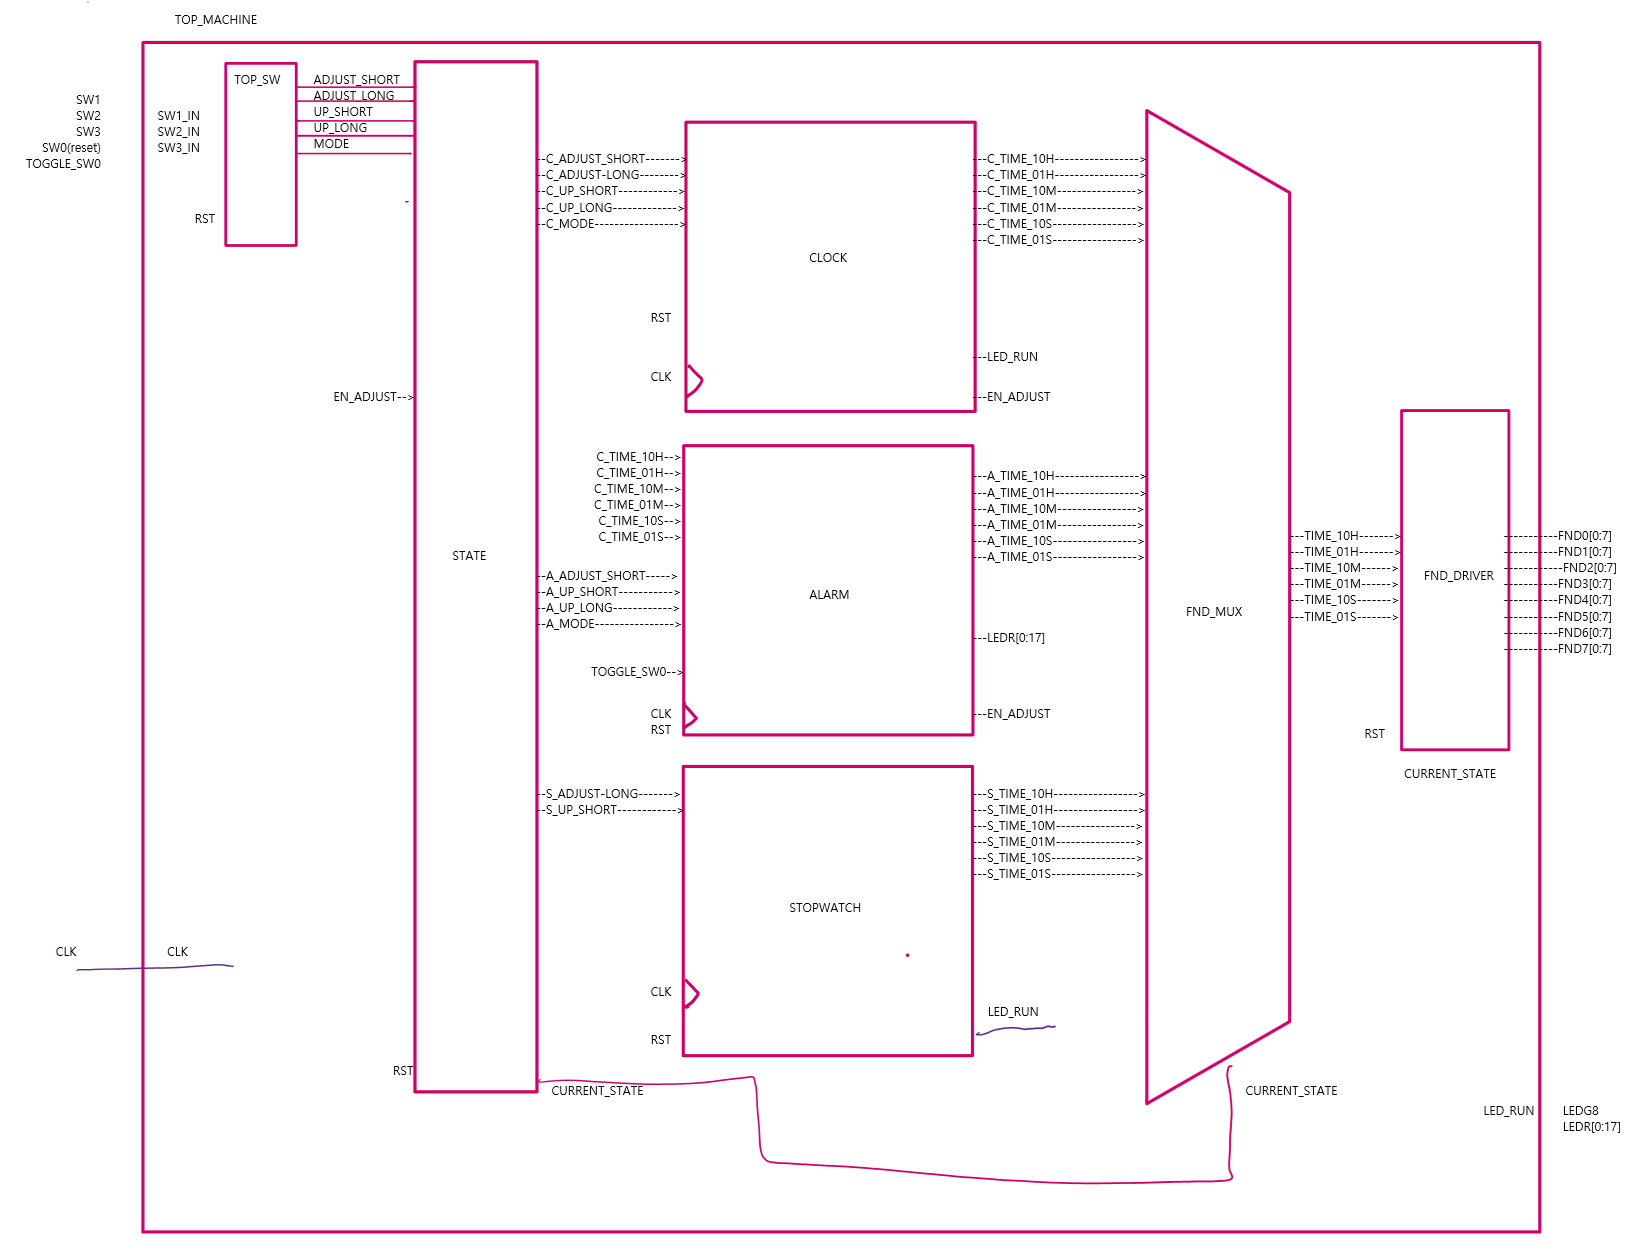 TOP_MACHINE
TOP_SW
ADJUST_SHORT
ADJUST_LONG
UP_SHORT
UP_LONG
MODE
SW1
SW2
SW3
SW0(reset)
TOGGLE_SW0
SW1_IN
SW2_IN
SW3_IN
RST
EN_ADJUST-->
STATE
RST
CURRENT_STATE
CLK
CLK
--C_ADJUST_SHORT------->
--C_ADJUST-LONG-------->
--C_UP_SHORT------------->
--C_UP_LONG------------->
--C_MODE----------------->
CLOCK
RST
CLK
---C_TIME_10H----------------->
---C_TIME_01H----------------->
---C_TIME_10M----------------->
---C_TIME_01M----------------->
---C_TIME_10S----------------->
---C_TIME_01S----------------->
---LED_RUN
---EN_ADJUST
C_TIME_10H-->
C_TIME_01H-->
C_TIME_10M-->
C_TIME_01M-->
C_TIME_10S-->
C_TIME_01S-->
--A_ADJUST_SHORT----->
--A_UP_SHORT------------>
--A_UP_LONG------------>
--A_MODE---------------->
TOGGLE_SW0-->
CLK
RST
ALARM
---A_TIME_10H----------------->
---A_TIME_01H----------------->
---A_TIME_10M----------------->
---A_TIME_01M----------------->
---A_TIME_10S----------------->
---A_TIME_01S----------------->
---LEDR[0:17]
---EN_ADJUST
--S_ADJUST-LONG------->
--S_UP_SHORT------------>
STOPWATCH
CLK
RST
---S_TIME_10H----------------->
---S_TIME_01H----------------->
---S_TIME_10M---------------->
---S_TIME_01M---------------->
---S_TIME_10S----------------->
---S_TIME_01S----------------->
LED_RUN
FND_MUX
CURRENT_STATE
---TIME_10H------->
---TIME_01H------->
---TIME_10M------>
---TIME_01M------->
---TIME_10S-------->
---TIME_01S------->
FND_DRIVER
RST
CURRENT_STATE
----------FND0[0:7]
----------FND1[0:7]
-----------FND2[0:7]
----------FND3[0:7]
----------FND4[0:7]
----------FND5[0:7]
----------FND6[0:7]
----------FND7[0:7]
LED_RUN
LEDG8
LEDR[0:17]